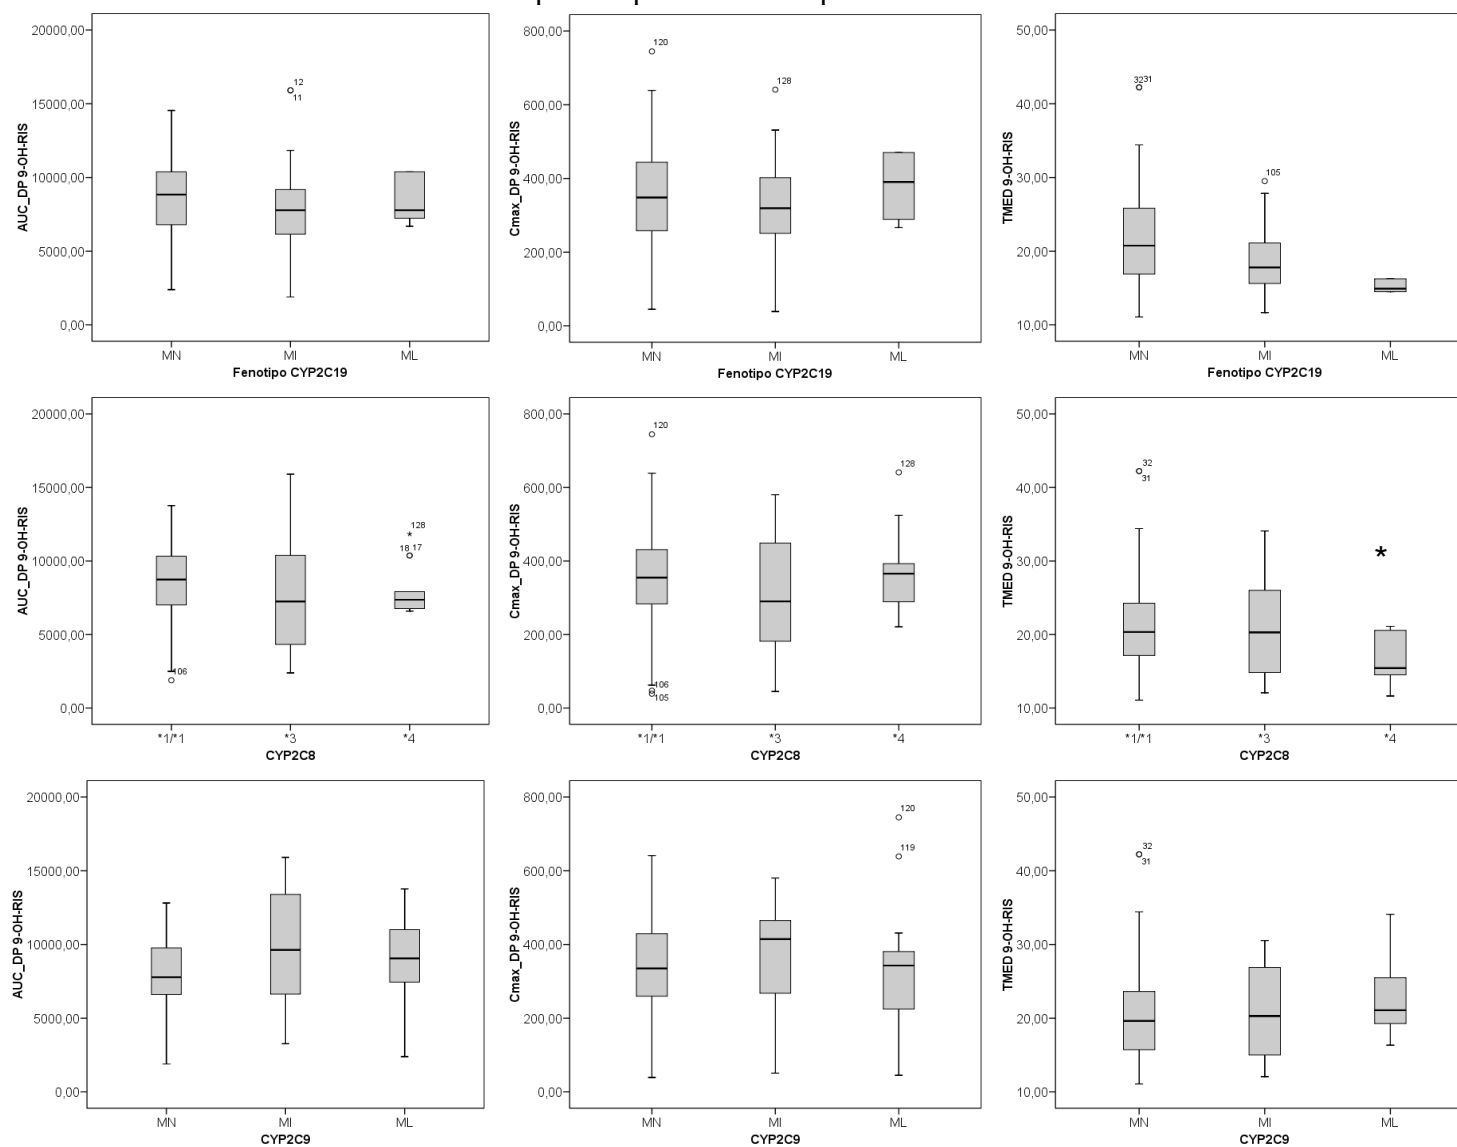 20000,00
15000,00
10000,00
5000,00
0,00
AUC_DP 9-OH-RIS
12
11
MN MI ML
Fenotipo CYP2C19
800,00
600,00
400,00
200,00
0,00
Cmax_DP 9-OH-RIS
120
128
MN MI ML
Fenotipo CYP2C19
50,00
40,00
30,00
20,00
10,00
TMED 9-OH-RIS
3231
105
MN MI ML
Fenotipo CYP2C19
20000,00
15000,00
10000,00
5000,00
0,00
AUC_DP 9-OH-RIS
128
*
18 17
106
*1/*1 *3 *4
CYP2C8
800,00
600,00
400,00
200,00
0,00
Cmax_DP 9-OH-RIS
120
128
106
105
*1/*1 *3 *4
CYP2C8
50,00
40,00
30,00
20,00
10,00
TMED 9-OH-RIS
32
31
*
*1/*1 *3 *4
CYP2C8
20000,00
15000,00
10000,00
5000,00
0,00
AUC_DP 9-OH-RIS
MN MI ML
CYP2C9
800,00
600,00
400,00
200,00
0,00
Cmax_DP 9-OH-RIS
120
119
MN MI ML
CYP2C9
50,00
40,00
30,00
20,00
10,00
TMED 9-OH-RIS
32
31
MN MI ML
CYP2C9